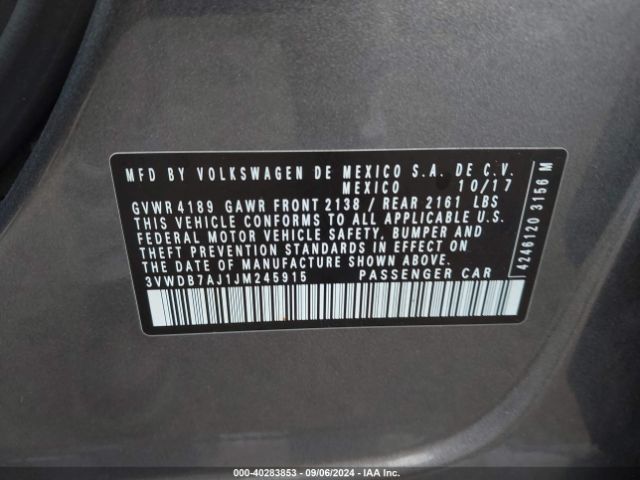 MFD BY VOLKSWAGEN DE MEXICO S.A. DE C.V.
MEXICO 10/17
GVWR 4189 GAWR FRONT 2138 / REAR 2161 LBS
THIS VEHICLE CONFORMS TO ALL APPLICABLE U.S.
FEDERAL MOTOR VEHICLE SAFETY, BUMPER AND
THEFT PREVENTION STANDARDS IN EFFECT ON
THE DATE OF MANUFACTURE SHOWN ABOVE.
3VWDB7AJ1JM245915 PASSENGER CAR
4246120 3156 M
000-40283853 - 09/06/2024 - IAA Inc.